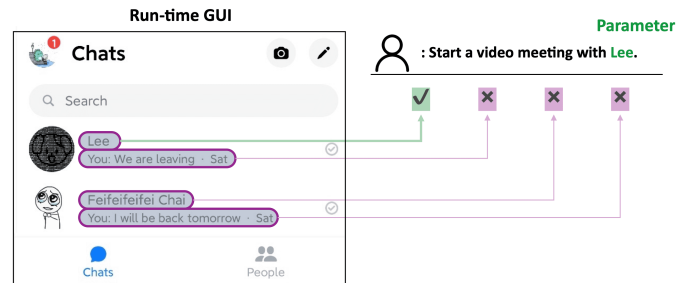 Run-time GUI
Parameter
1
Chats
: Start a video meeting with Lee.
Search
Lee
You: We are leaving · Sat
Feifeifeifei Chai
You: I will be back tomorrow · Sat
Chats
People